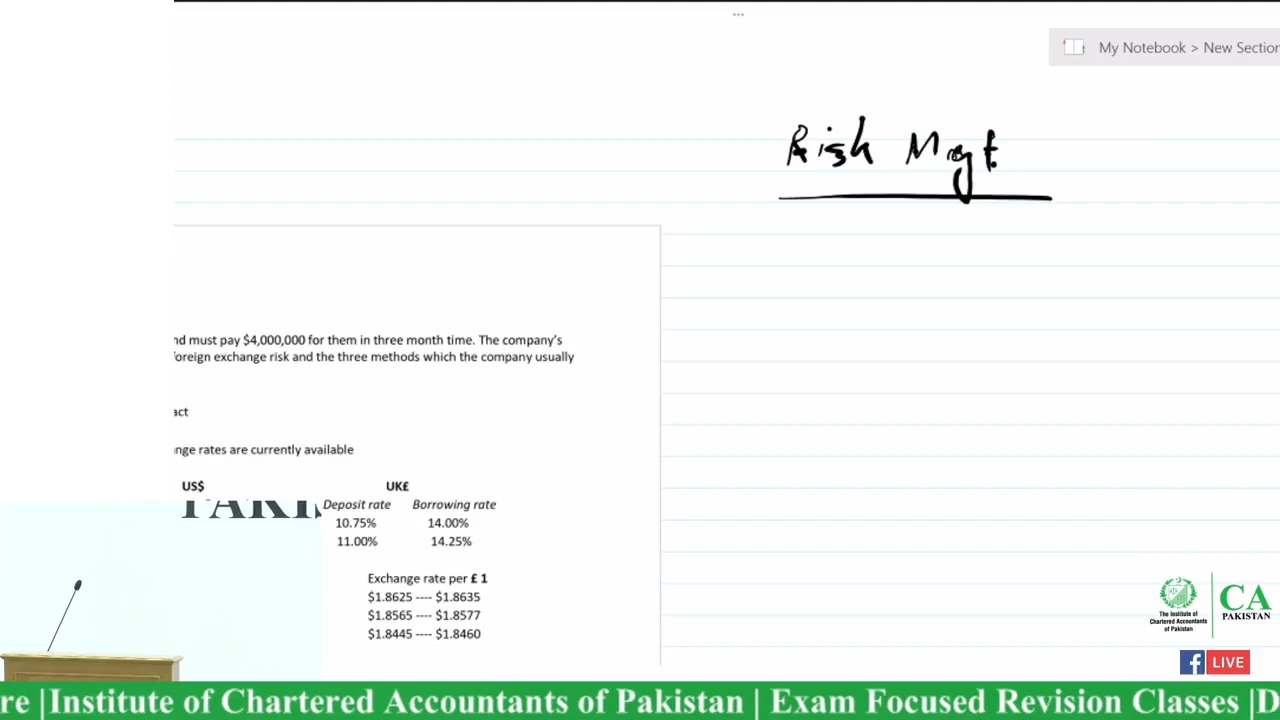 ...
My Notebook > New Section
Risk Mgt
nd must pay $4,000,000 for them in three month time. The company's
foreign exchange risk and the three methods which the company usually
act
nge rates are currently available
US$ UK£
Deposit rate Borrowing rate
10.75% 14.00%
11.00% 14.25%
Exchange rate per £ 1
$1.8625 ---- $1.8635
$1.8565 ---- $1.8577
$1.8445 ---- $1.8460
The Institute of
Chartered Accountants
of Pakistan
CA
PAKISTAN
f LIVE
re |Institute of Chartered Accountants of Pakistan | Exam Focused Revision Classes |D